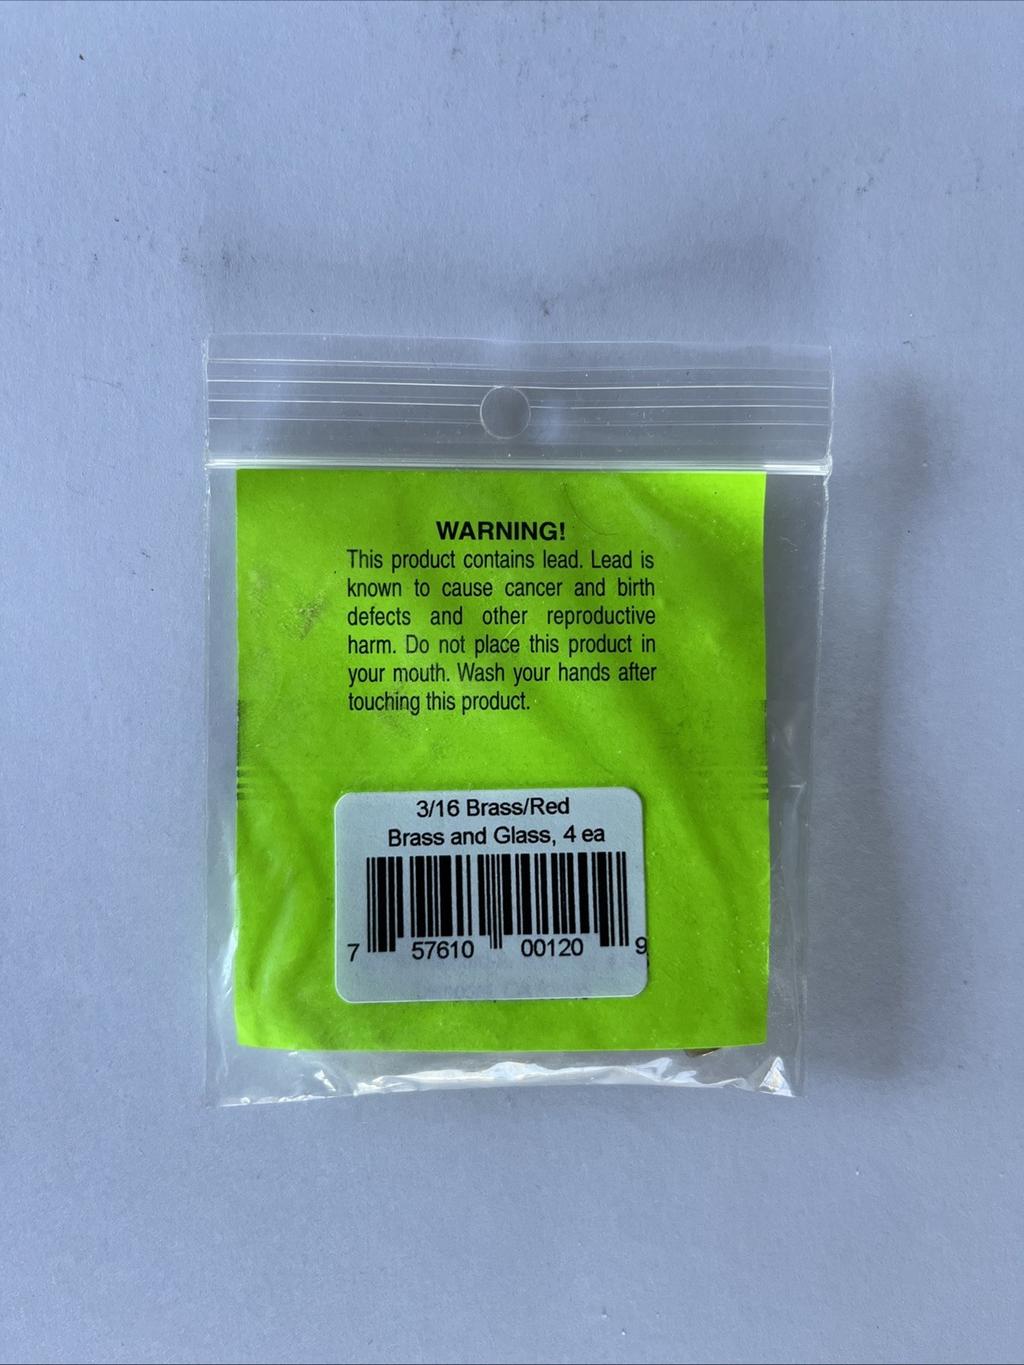 WARNING!
This product contains lead. Lead is
known to cause cancer and birth
defects and other reproductive
harm. Do not place this product in
your mouth. Wash your hands after
touching this product.
3/16 Brass/Red
Brass and Glass, 4 ea
7 57610 00120 9